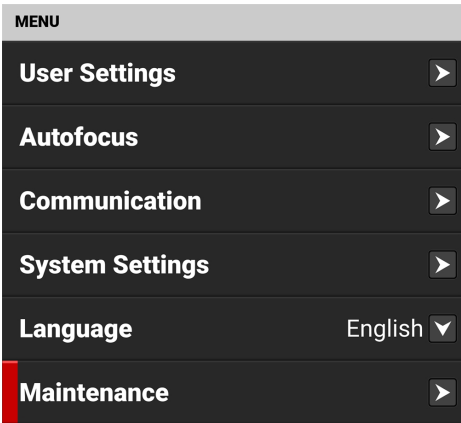 MENU
User Settings
Autofocus
Communication
System Settings
Language English
Maintenance